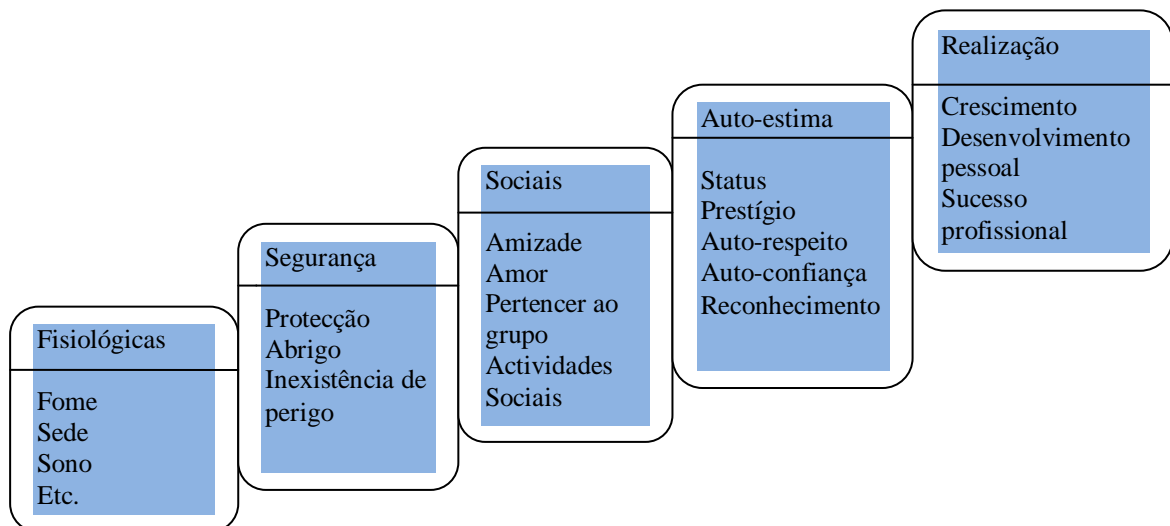 Fisiológicas
Fome
Sede
Sono
Etc.
Segurança
Protecção
Abrigo
Inexistência de
perigo
Sociais
Amizade
Amor
Pertencer ao
grupo
Actividades
Sociais
Auto-estima
Status
Prestígio
Auto-respeito
Auto-confiança
Reconhecimento
Realização
Crescimento
Desenvolvimento
pessoal
Sucesso
profissional